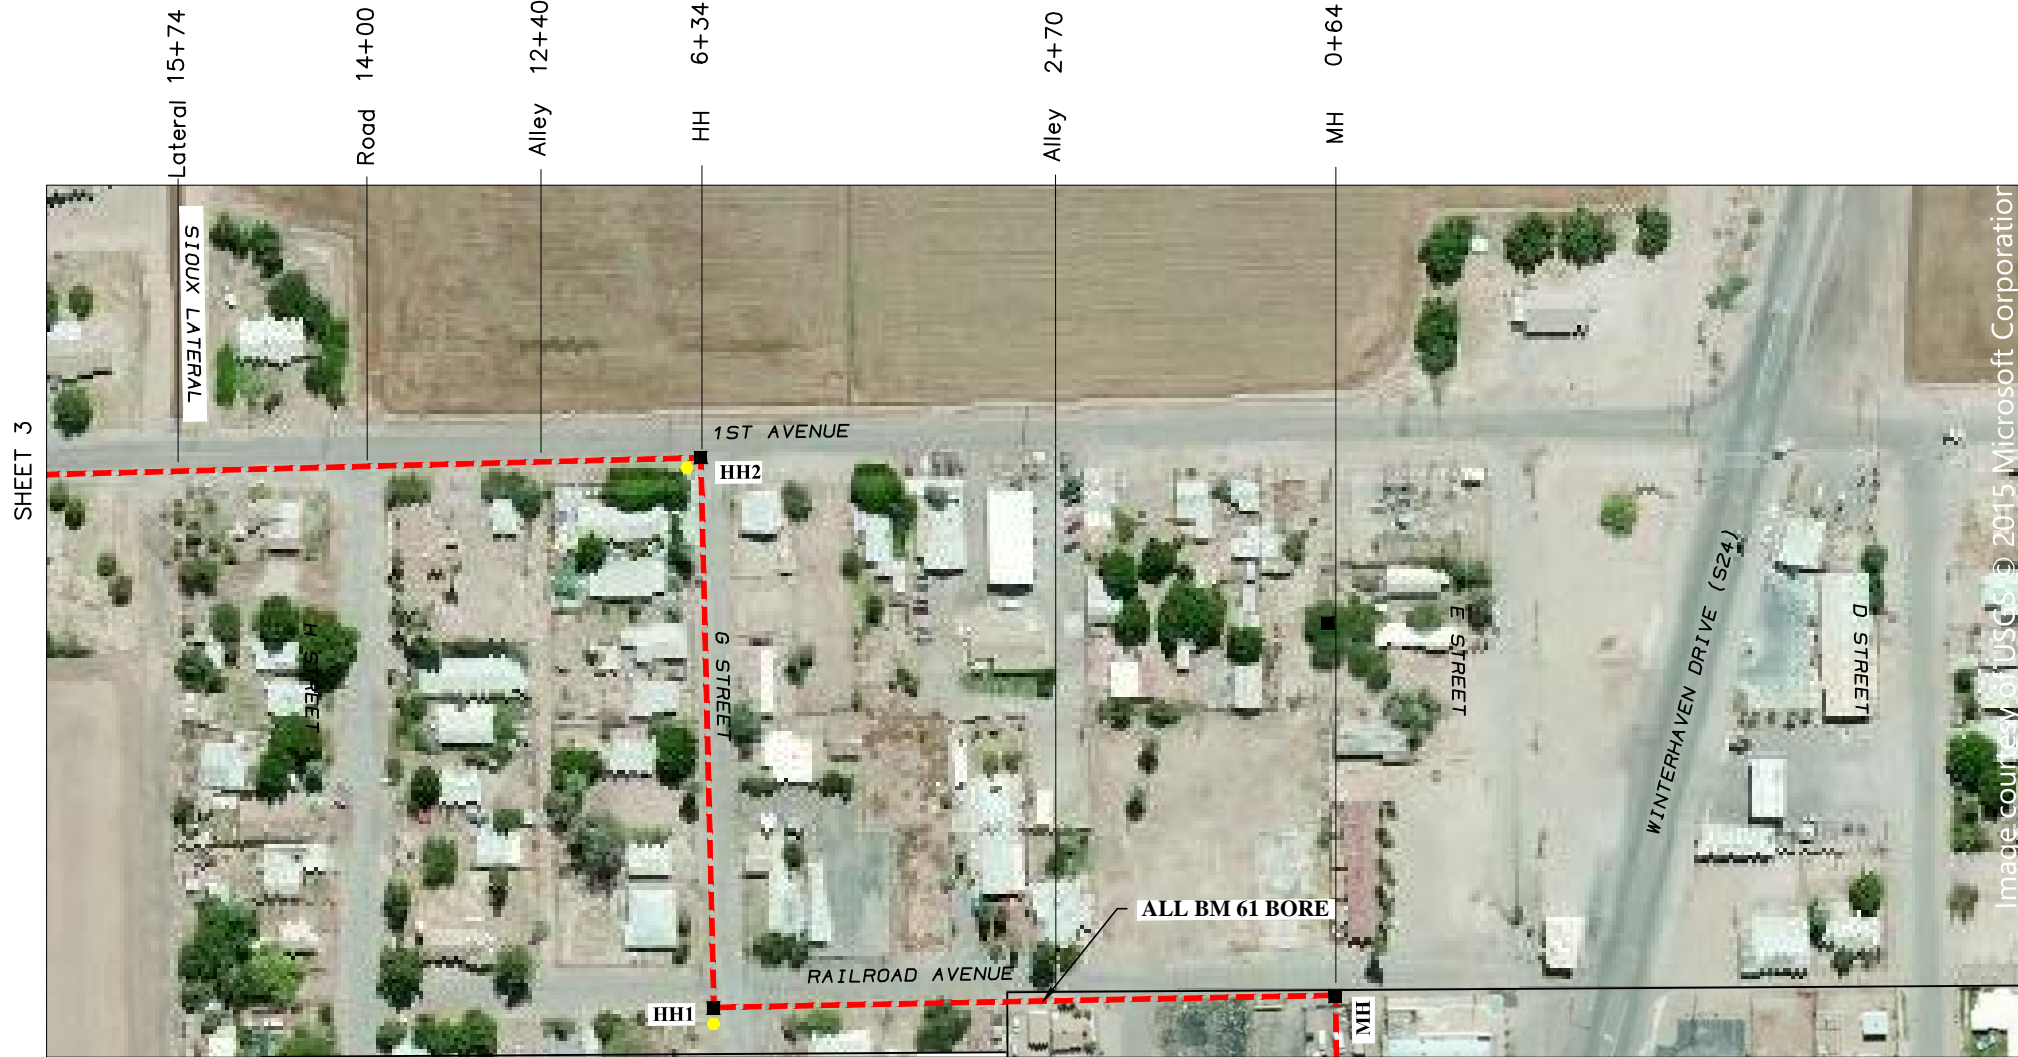 Lateral 15+74
Road 14+00
Alley 12+40
HH 6+34
Alley 2+70
MH 0+64
SHEET 3
SIOUX LATERAL
1ST AVENUE
HH2
H STREET
G STREET
E STREET
WINTERHAVEN DRIVE (S24)
D STREET
ALL BM 61 BORE
RAILROAD AVENUE
HH1
MH
Image courtesy of USGS © 2015 Microsoft Corporation